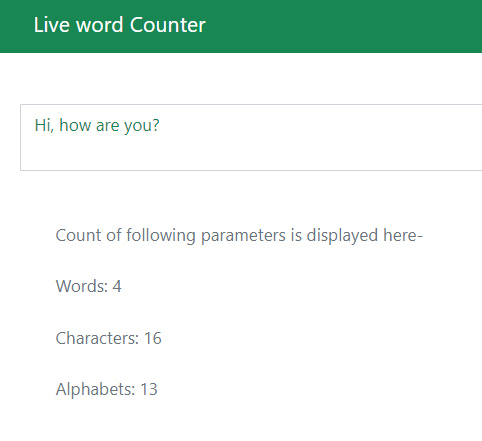 Live word Counter
Hi, how are you?
Count of following parameters is displayed here-
Words: 4
Characters: 16
Alphabets: 13